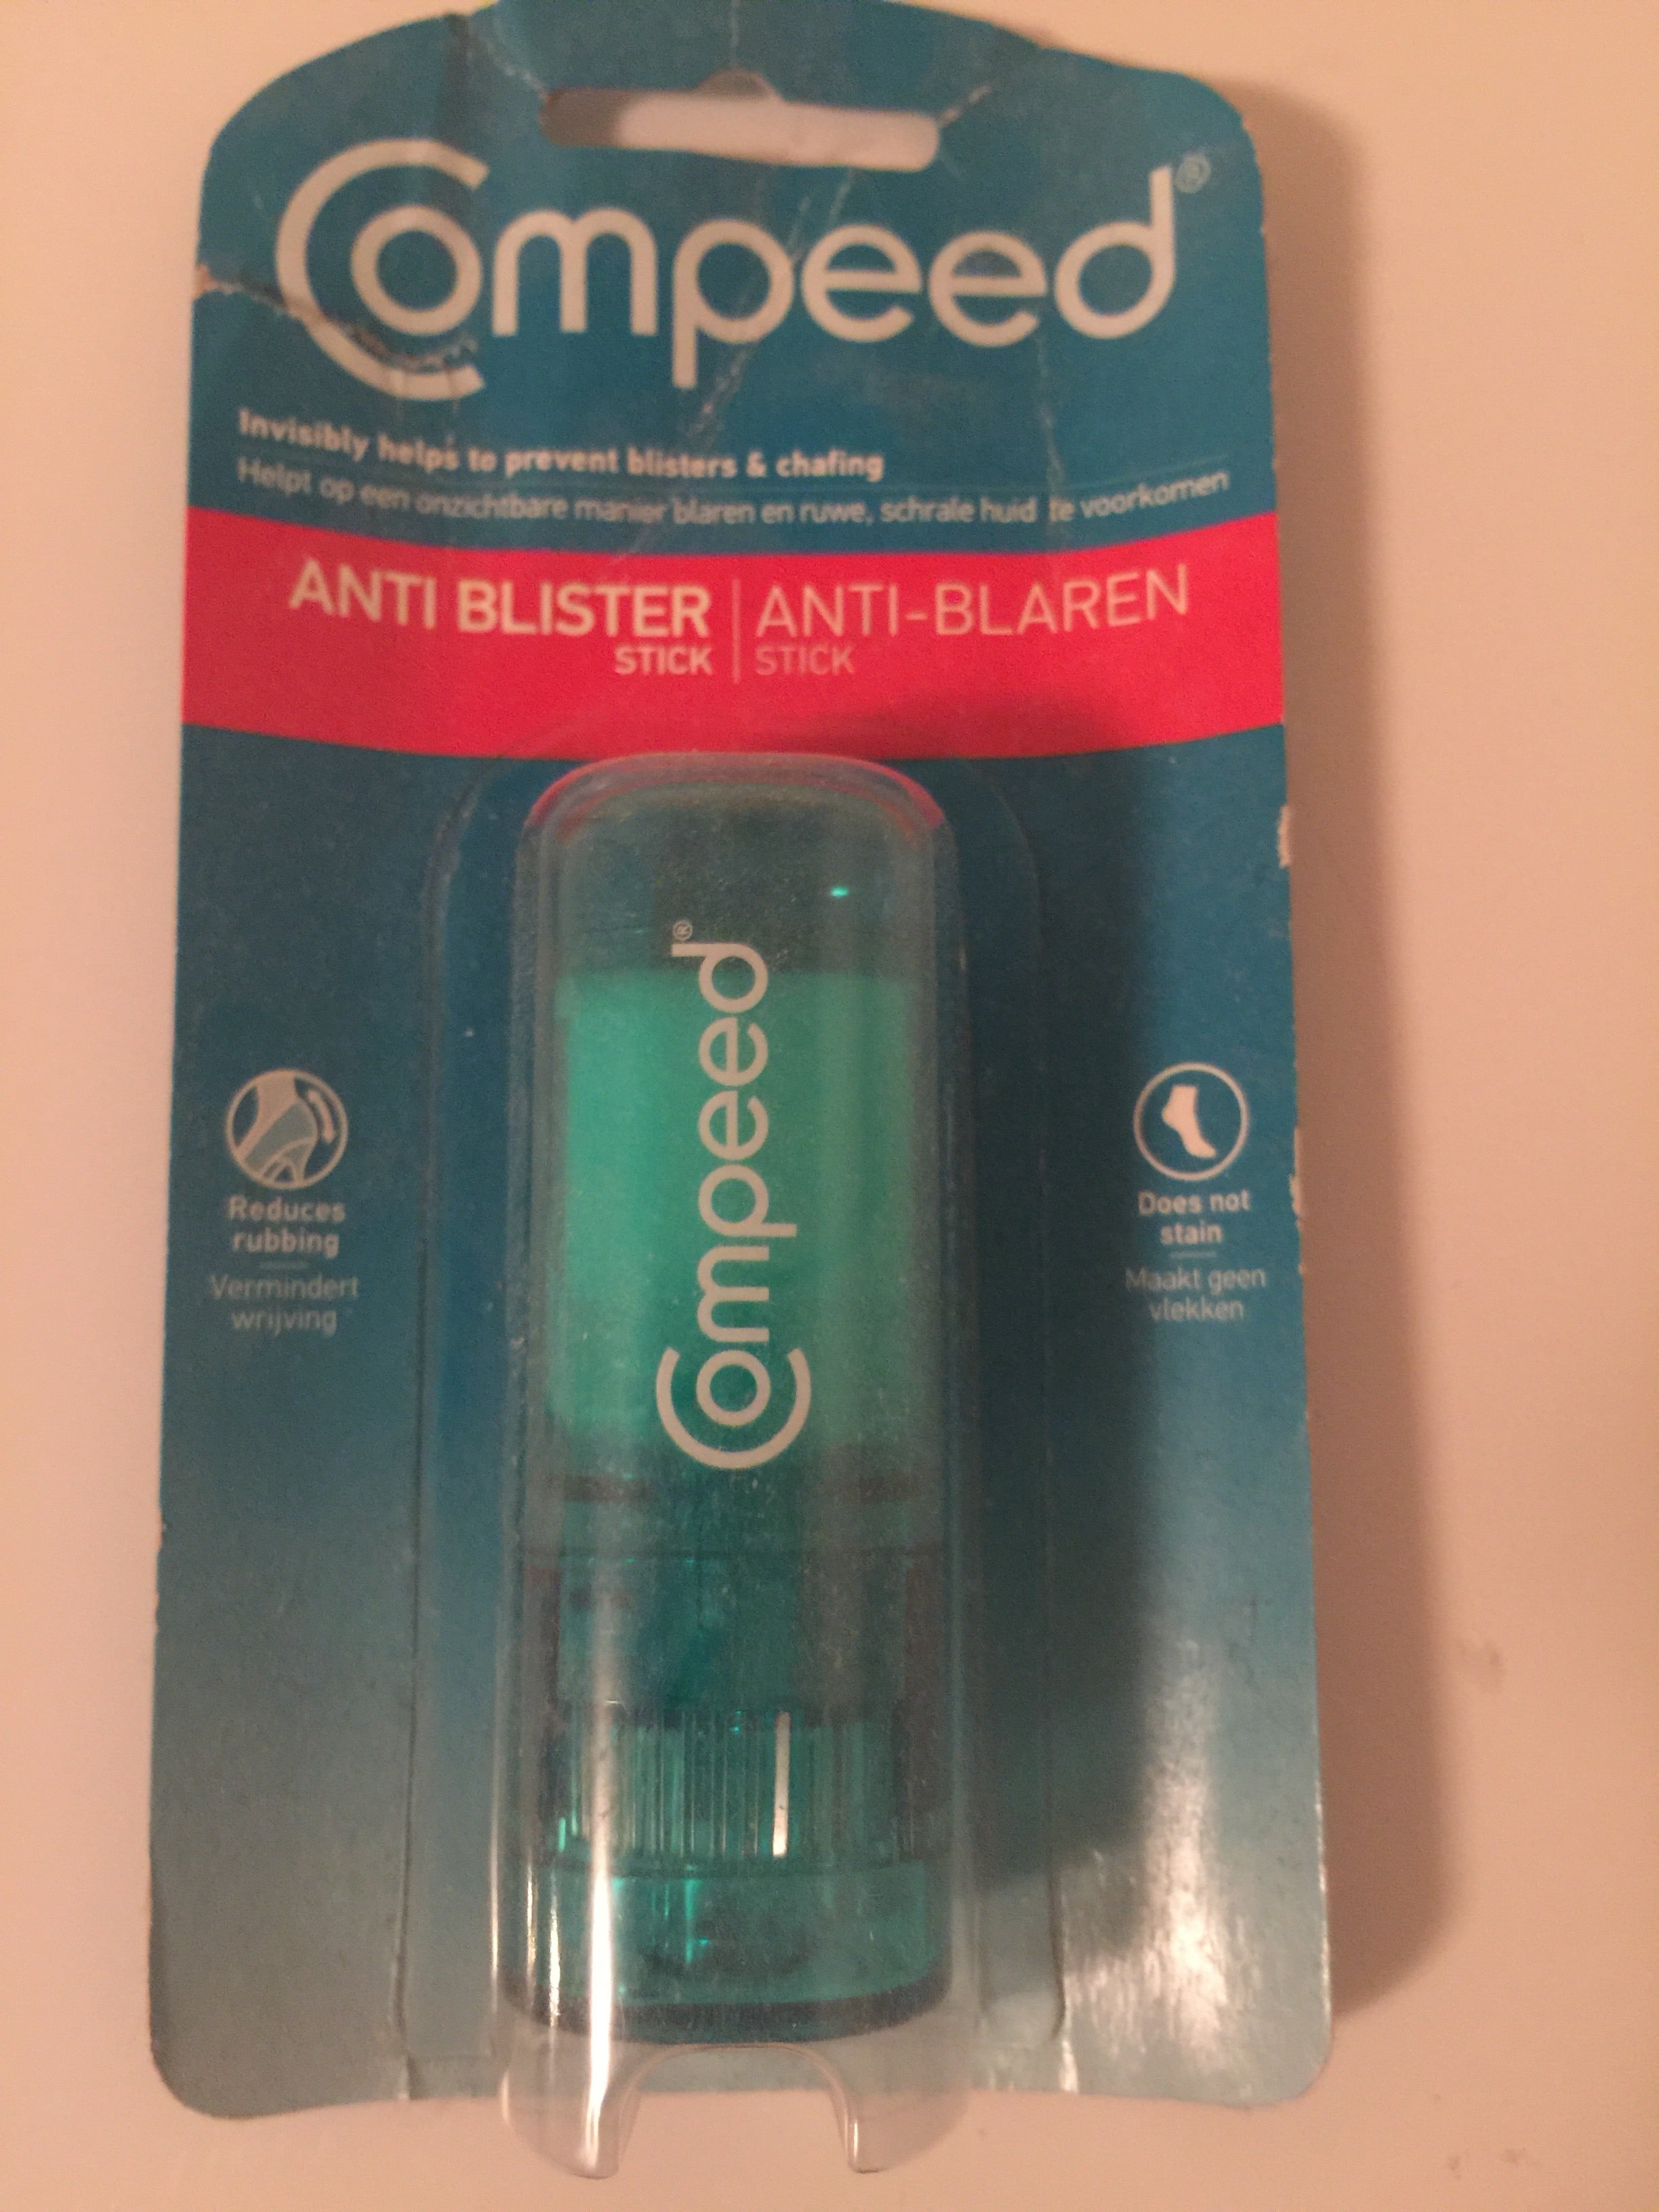 Compeed®
Invisibly helps to prevent blisters & chafing
Helpt op een onzichtbare manier blaren en ruwe, schrale huid te voorkomen
ANTI BLISTER
STICK
ANTI-BLAREN
STICK
Compeed®
Reduces
rubbing
Vermindert
wrijving
Does not
stain
Maakt geen
vlekken